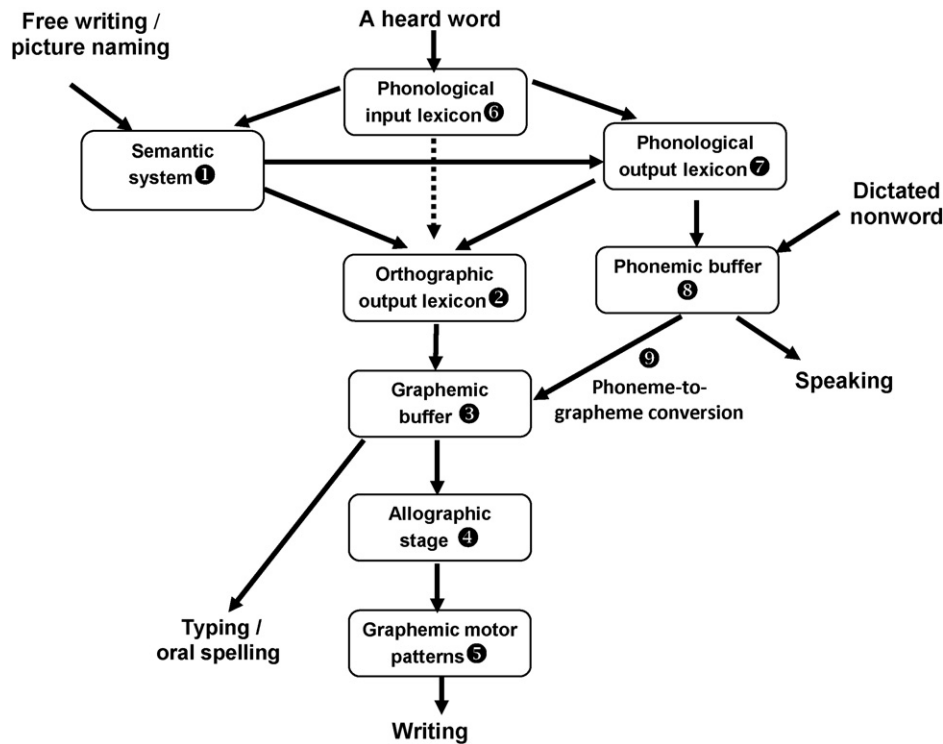 Free writing /
picture naming
A heard word
Phonological
input lexicon❻
Semantic
system❶
Phonological
output lexicon❼
Dictated
nonword
Orthographic
output lexicon❷
Phonemic buffer
❽
❾
Phoneme-to-
grapheme conversion
Speaking
Graphemic
buffer ❸
Allographic
stage ❹
Typing /
oral spelling
Graphemic motor
patterns❺
Writing